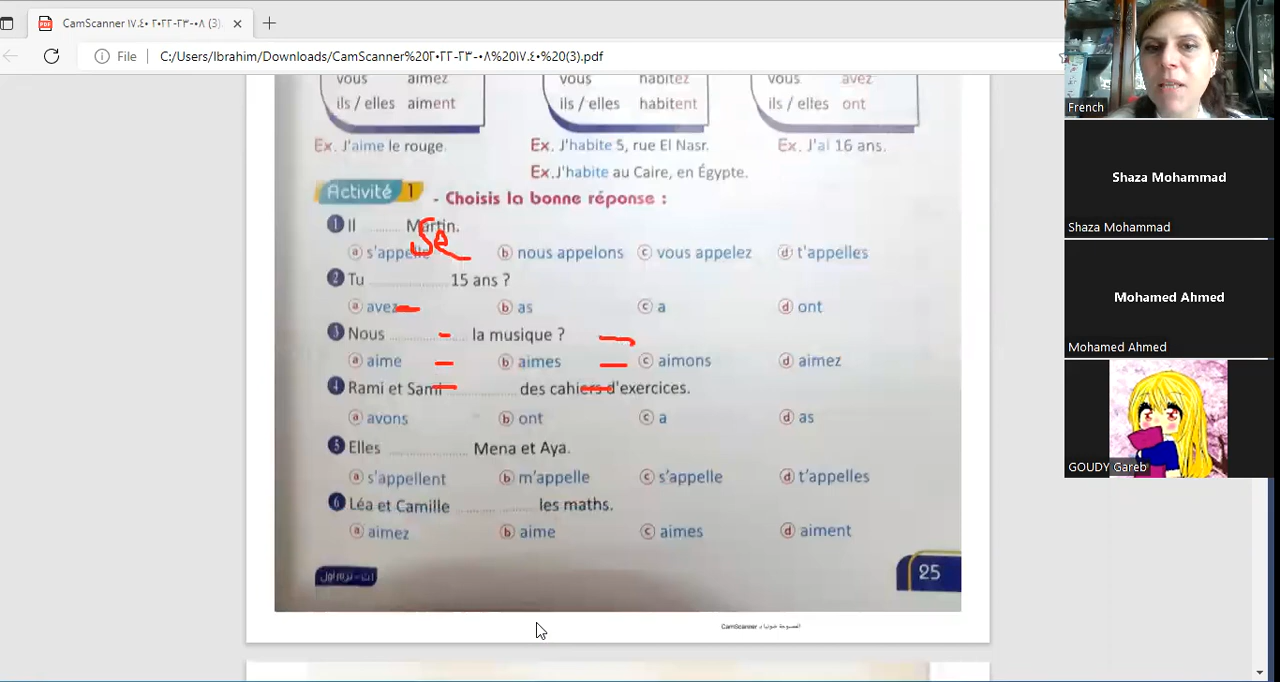 CamScanner ١٧.٤٠ ٢٠٢٢-٢٣-٠٨ (3)
File C:/Users/Ibrahim/Downloads/CamScanner%20٢٠٢٢-٢٣-٠٨%20١٧.٤٠%20(3).pdf
vous aimez vous habitez vous avez
ils / elles aiment ils / elles habitent ils / elles ont
Ex. J'aime le rouge. Ex. J'habite 5, rue El Nasr. Ex. J'ai 16 ans.
Ex. J'habite au Caire, en Égypte.
Activité 1 - Choisis la bonne réponse :
1 Il ........... Martin.
a s'appelle b nous appelons c vous appelez d t'appelles
2 Tu ........................ 15 ans ?
a avez b as c a d ont
3 Nous ........................ la musique ?
a aime b aimes c aimons d aimez
4 Rami et Sami .................... des cahiers d'exercices.
a avons b ont c a d as
5 Elles ........................ Mena et Aya.
a s'appellent b m'appelle c s'appelle d t'appelles
6 Léa et Camille ........................ les maths.
a aimez b aime c aimes d aiment
25
CamScanner
French
Shaza Mohammad
Shaza Mohammad
Mohamed Ahmed
Mohamed Ahmed
GOUDY Gareb